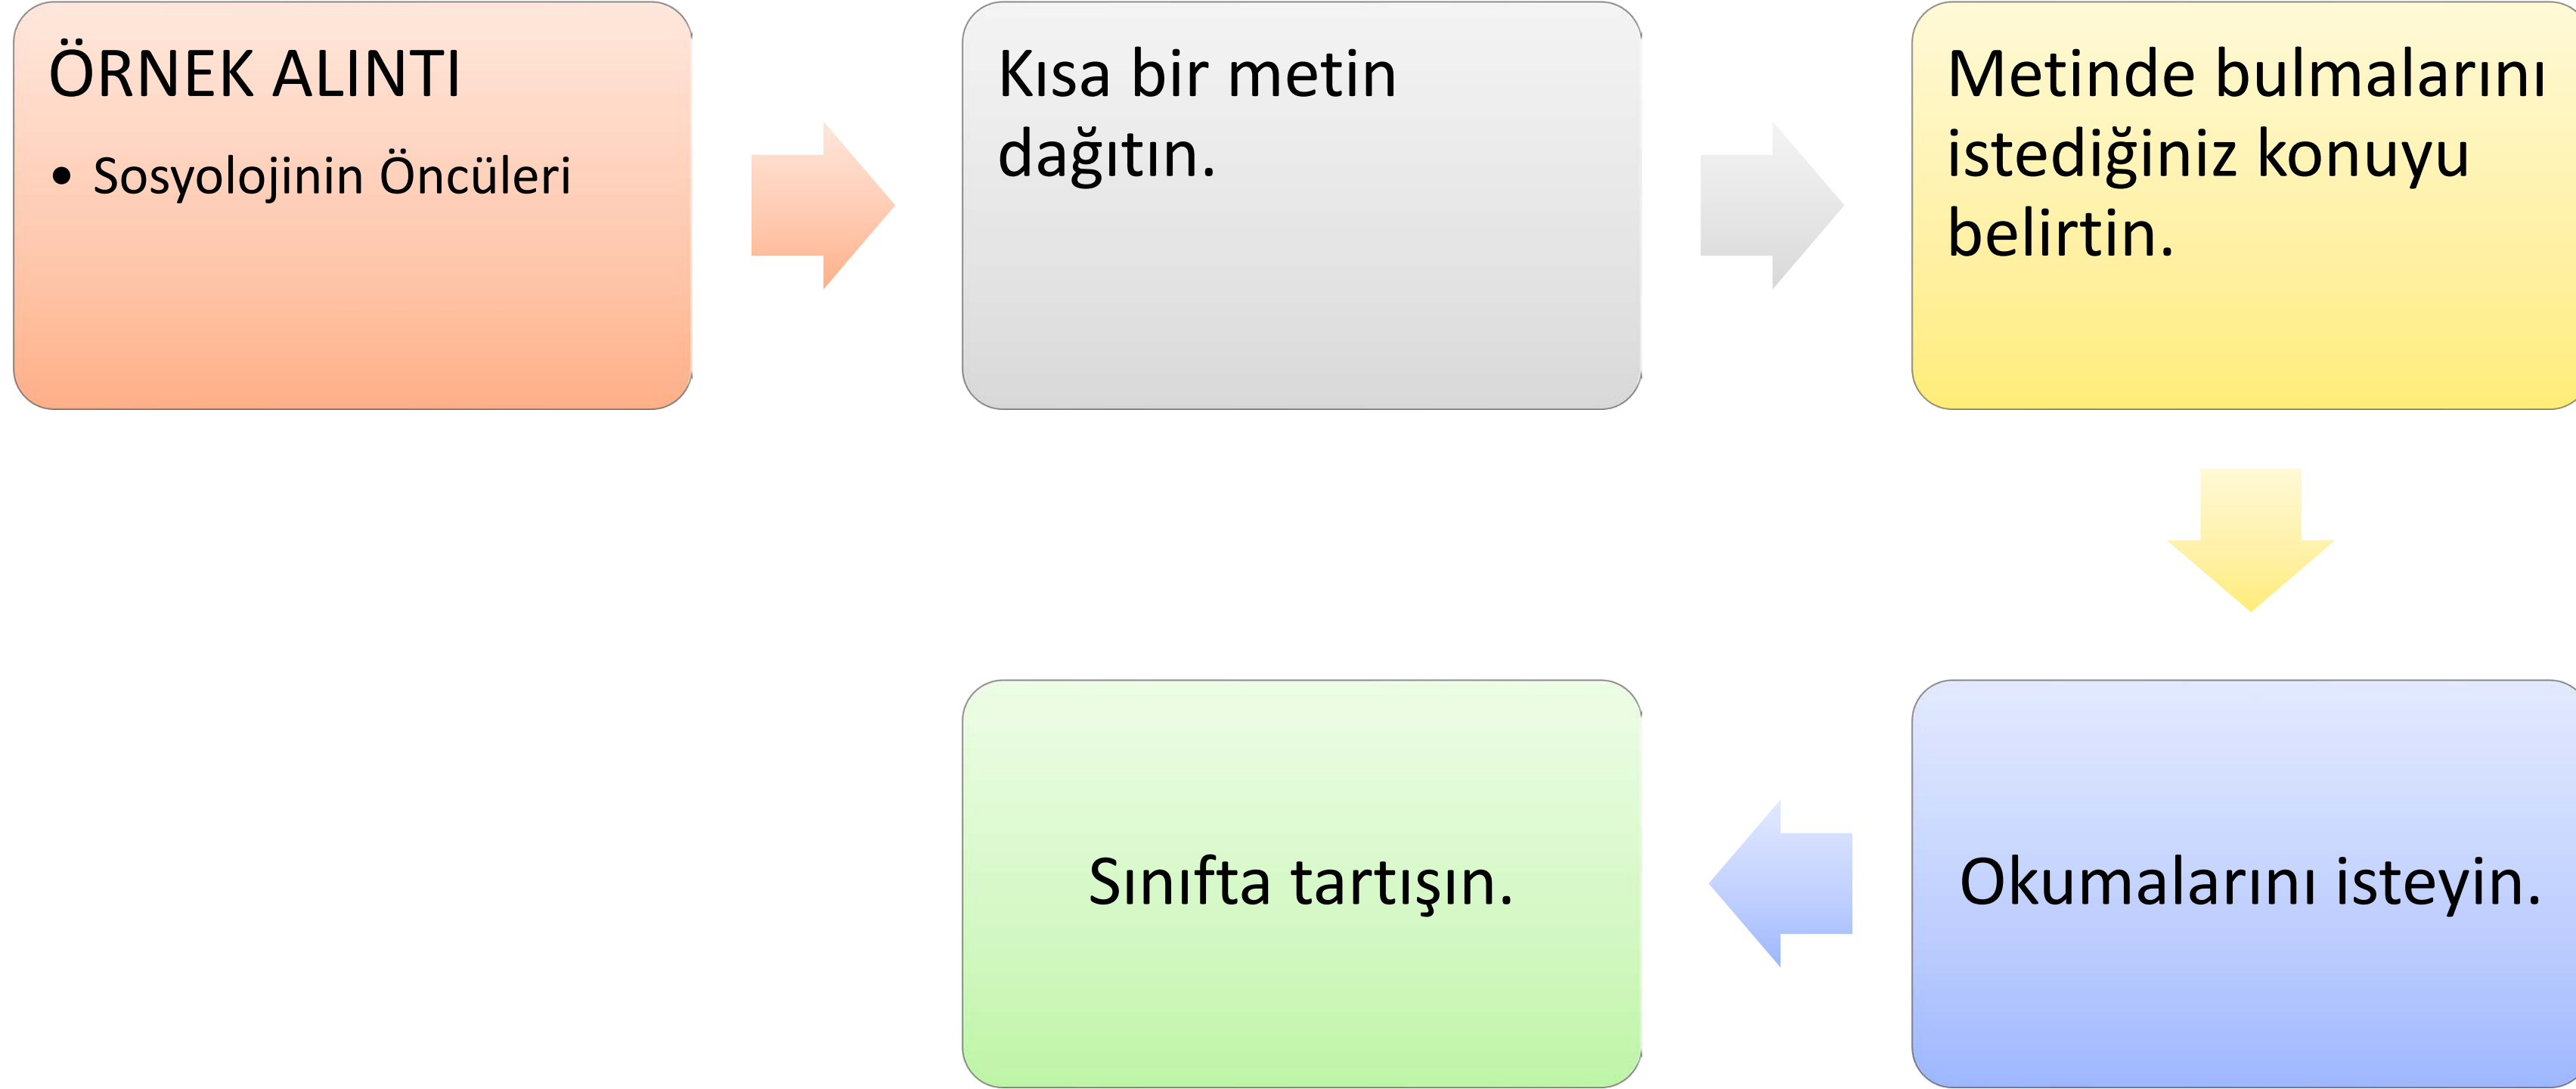 ÖRNEK ALINTI
• Sosyolojinin Öncüleri
Kısa bir metin
dağıtın.
Metinde bulmalarını
istediğiniz konuyu
belirtin.
Okumalarını isteyin.
Sınıfta tartışın.